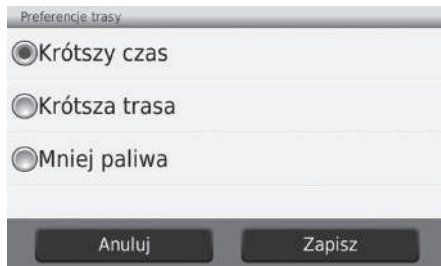 Preferencje trasy
Krótszy czas
Krótsza trasa
Mniej paliwa
Anuluj
Zapisz